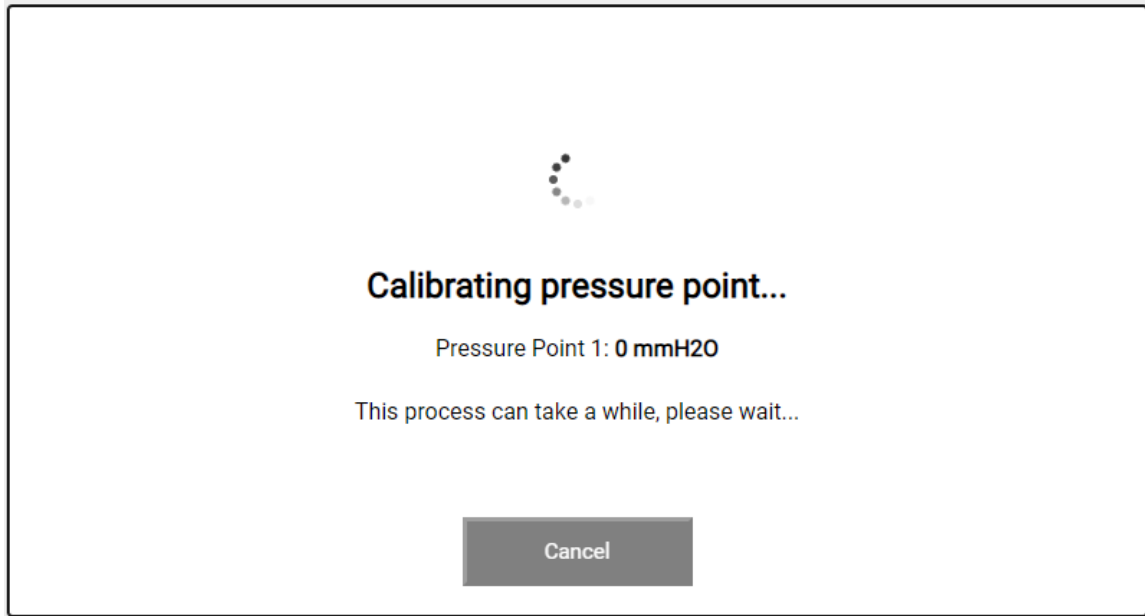 Calibrating pressure point...
Pressure Point 1: 0 mmH2O
This process can take a while, please wait...
Cancel